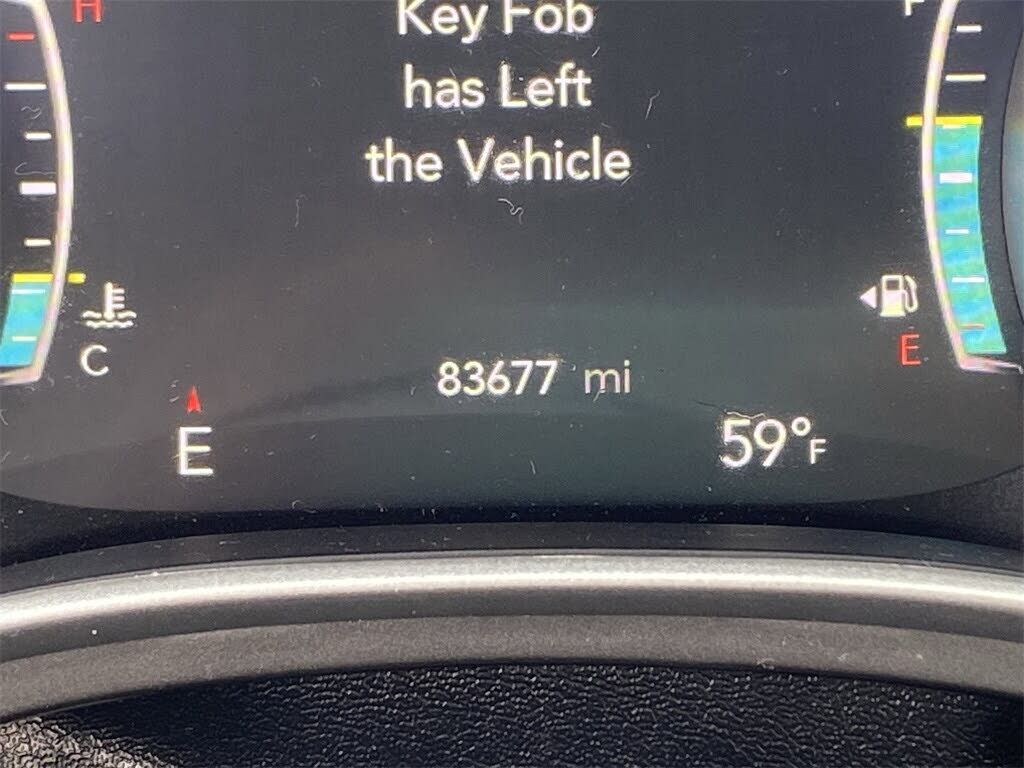 H
Key Fob
F
has Left
the Vehicle
E
C
83677 mi
E
59°F